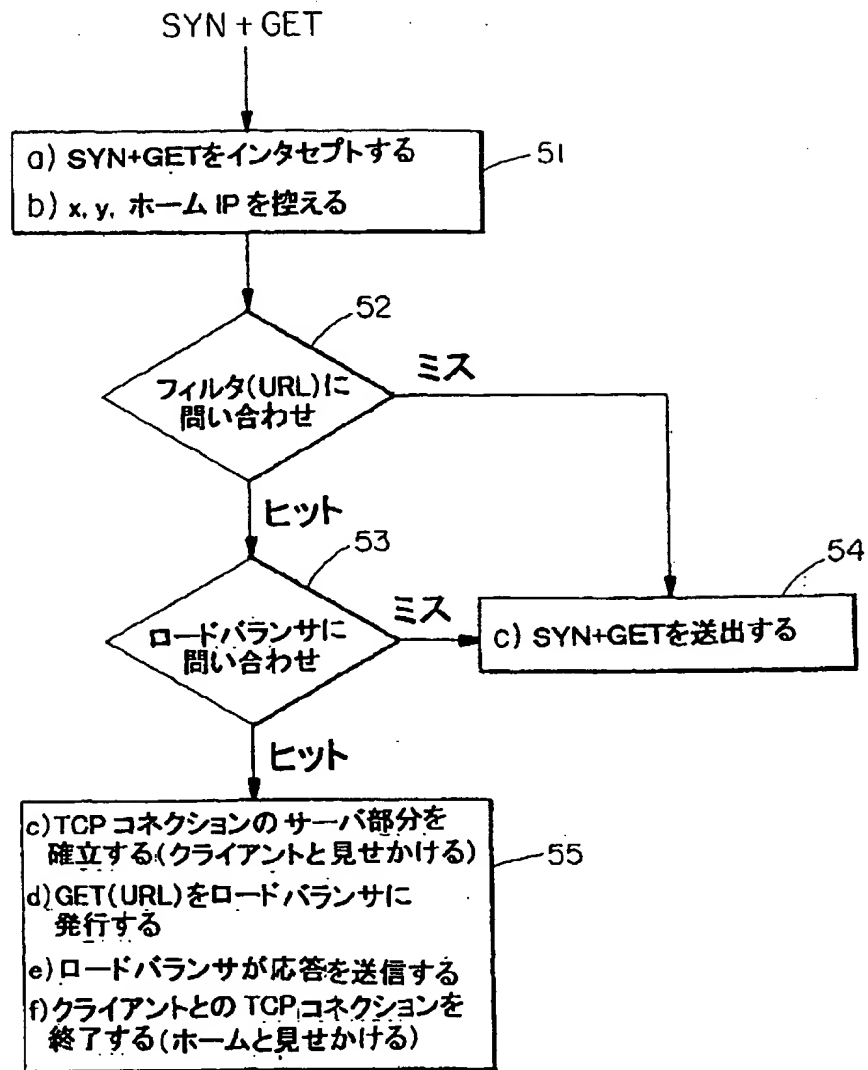 SYN + GET
a) SYN+GETをインタセプトする
b) x, y, ホーム IP を控える
51
52
フィルタ(URL)に
問い合わせ
ミス
ヒット
53
ロードバランサに
問い合わせ
ミス
54
c) SYN+GETを送出する
ヒット
c)TCP コネクションの サーバ部分を
確立する(クライアントと見せかける)
d)GET(URL)をロードバランサに
発行する
e)ロードバランサが応答を送信する
f)クライアントとの TCP コネクションを
終了する(ホームと見せかける)
55